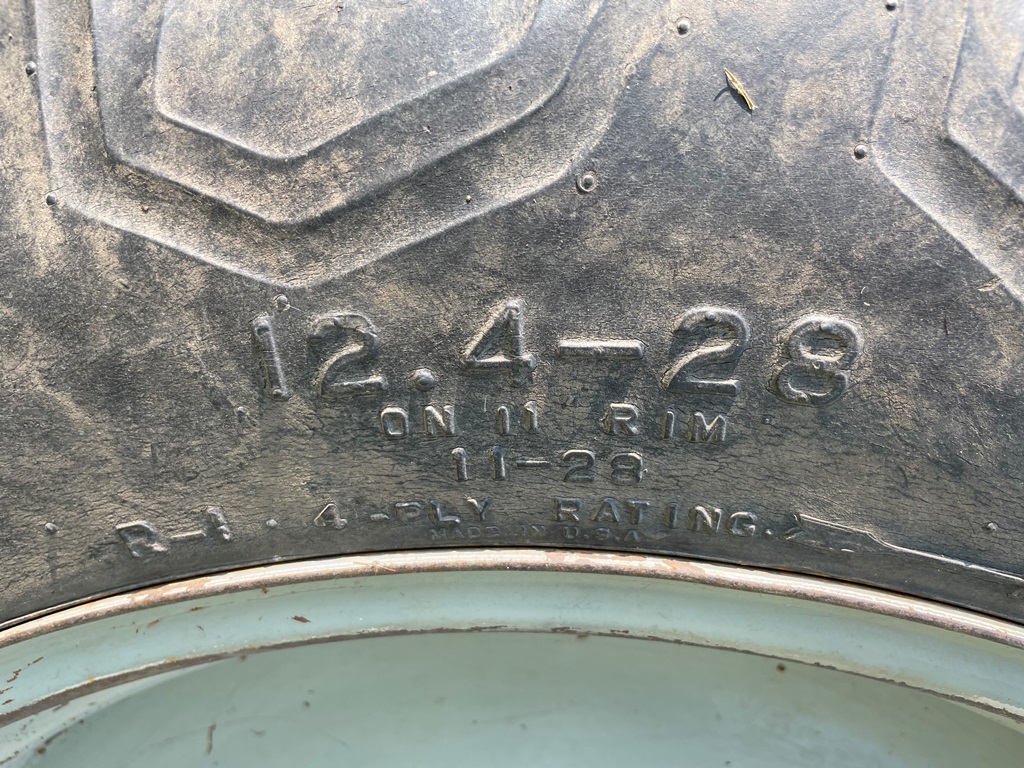 12.4-28
ON 11" RIM
11-28
R-1. 4-PLY RATING.
MADE IN U.S.A